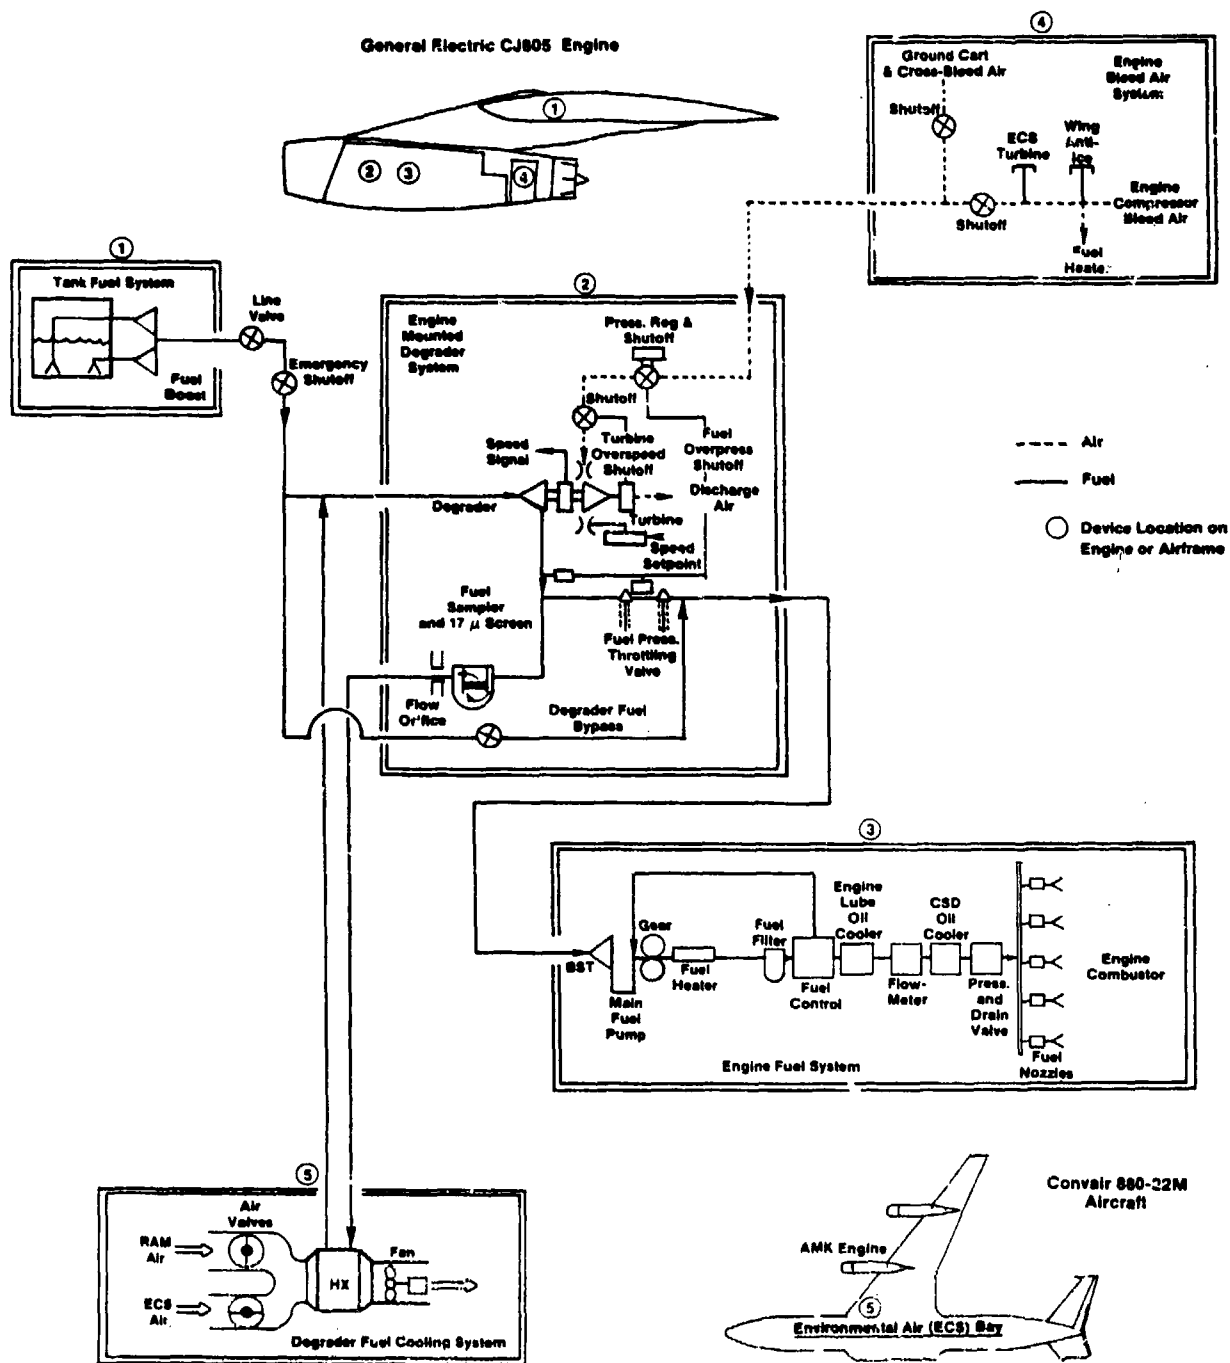 General Electric CJ805 Engine
①
②
③
④
④
Ground Cart
& Cross-Bleed Air
Engine
Bleed Air
System
Shutoff
ECS
Turbine
Wing
Anti-
Ice
Engine
Compressor
Bleed Air
Shutoff
Fuel
Heate.
①
Tank Fuel System
Fuel
Boost
Line
Valve
Emergency
Shutoff
②
Engine
Mounted
Degrader
System
Press. Reg &
Shutoff
Shutoff
Speed
Signal
Turbine
Overspeed
Shutoff
Fuel
Overpress
Shutoff
Degrader
Discharge
Air
Turbine
Speed
Setpoint
Fuel
Sampler
and 17 μ Screen
Fuel Press.
Throttling
Valve
Flow
Or'fice
Degrader Fuel
Bypass
Air
Fuel
Device Location on
Engine or Airframe
③
BST
Gear
Fuel
Heater
Main
Fuel
Pump
Fuel
Filter
Fuel
Control
Engine
Lube
Oil
Cooler
Flow-
Meter
CSD
Oil
Cooler
Press.
and
Drain
Valve
Engine
Combustor
Fuel
Nozzles
Engine Fuel System
⑤
Air
Valves
RAM
Air
ECS
Air
HX
Fan
Degrader Fuel Cooling System
Convair 880-22M
Aircraft
AMK Engine
⑤
Environmental Air (ECS) Bay